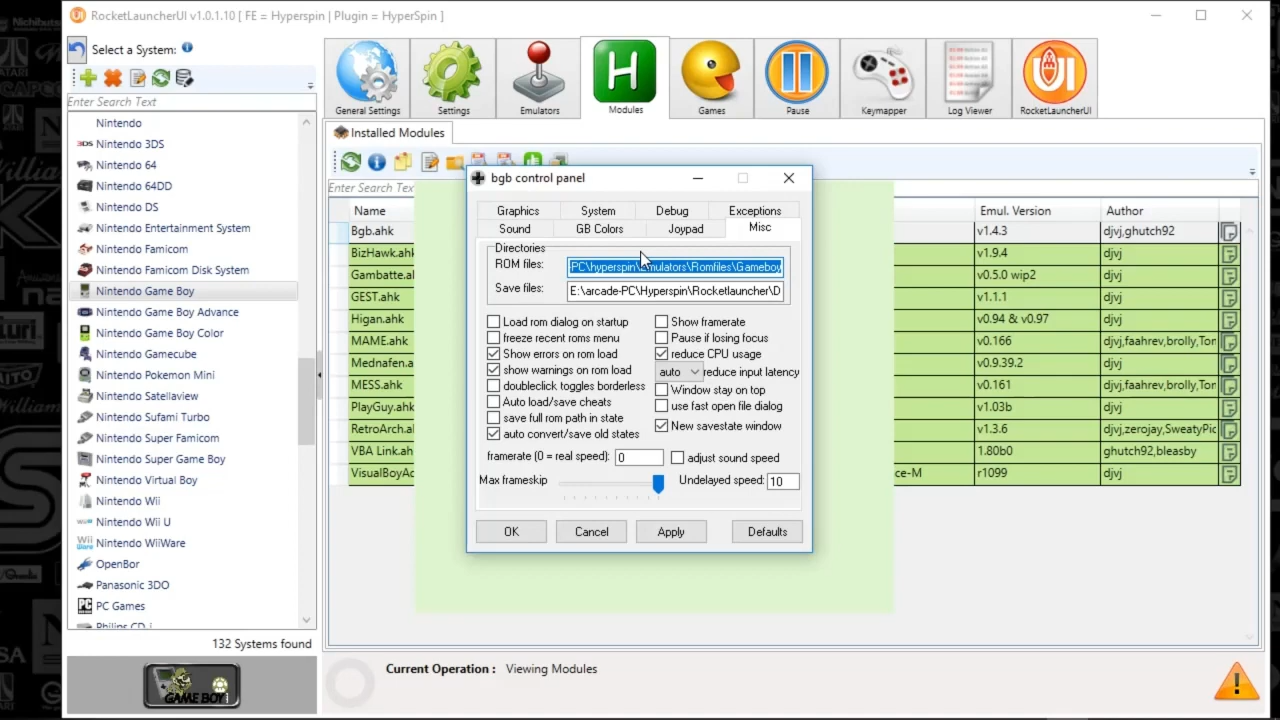 RocketLauncherUI v1.0.1.10 [ FE = Hyperspin | Plugin = HyperSpin ]
Select a System:
Enter Search Text
Nintendo
Nintendo 3DS
Nintendo 64
Nintendo 64DD
Nintendo DS
Nintendo Entertainment System
Nintendo Famicom
Nintendo Famicom Disk System
Nintendo Game Boy
Nintendo Game Boy Advance
Nintendo Game Boy Color
Nintendo Gamecube
Nintendo Pokemon Mini
Nintendo Satellaview
Nintendo Sufami Turbo
Nintendo Super Famicom
Nintendo Super Game Boy
Nintendo Virtual Boy
Nintendo Wii
Nintendo Wii U
Nintendo WiiWare
OpenBor
Panasonic 3DO
PC Games
Philips CD-i
132 Systems found
GAME BOY
General Settings
Settings
Emulators
Modules
Games
Pause
Keymapper
Log Viewer
RocketLauncherUI
Installed Modules
Enter Search Tex
Name Emul. Version Author
Bgb.ahk v1.4.3 djvj,ghutch92
BizHawk.ahk v1.9.4 djvj
Gambatte.a v0.5.0 wip2 djvj
GEST.ahk v1.1.1 djvj
Higan.ahk v0.94 & v0.97 djvj
MAME.ahk v0.166 djvj,faahrev,brolly,Ton
Mednafen.a v0.9.39.2 djvj
MESS.ahk v0.161 djvj,faahrev,brolly,Ton
PlayGuy.ahk v1.03b djvj
RetroArch.a v1.3.6 djvj,zerojay,SweatyPic
VBA Link.ah 1.80b0 ghutch92,bleasby
VisualBoyAc ce-M r1099 djvj
bgb control panel
Graphics System Debug Exceptions
Sound GB Colors Joypad Misc
Directories
ROM files: PC\hyperspin\Emulators\Romfiles\Gameboy
Save files: E:\arcade-PC\Hyperspin\Rocketlauncher\D
Load rom dialog on startup
freeze recent roms menu
Show errors on rom load
show warnings on rom load
doubleclick toggles borderless
Auto load/save cheats
save full rom path in state
auto convert/save old states
Show framerate
Pause if losing focus
reduce CPU usage
auto reduce input latency
Window stay on top
use fast open file dialog
New savestate window
framerate (0 = real speed): 0 adjust sound speed
Max frameskip Undelayed speed: 10
OK Cancel Apply Defaults
Current Operation : Viewing Modules